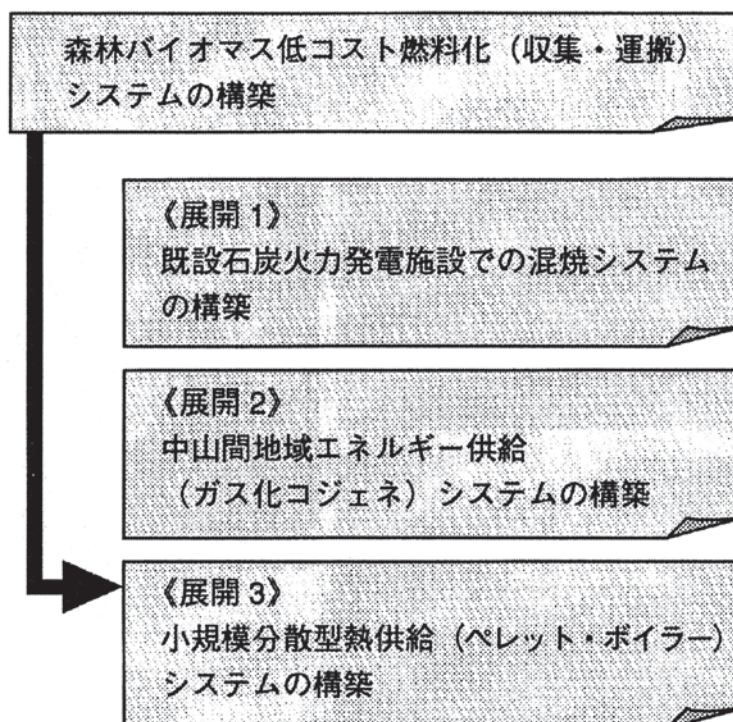 森林バイオマス低コスト燃料化(収集・運搬)
システムの構築
《展開1》
既設石炭火力発電施設での混焼システム
の構築
《展開2》
中山間地域エネルギー供給
(ガス化コジェネ)システムの構築
《展開3》
小規模分散型熱供給(ペレット・ボイラー)
システムの構築